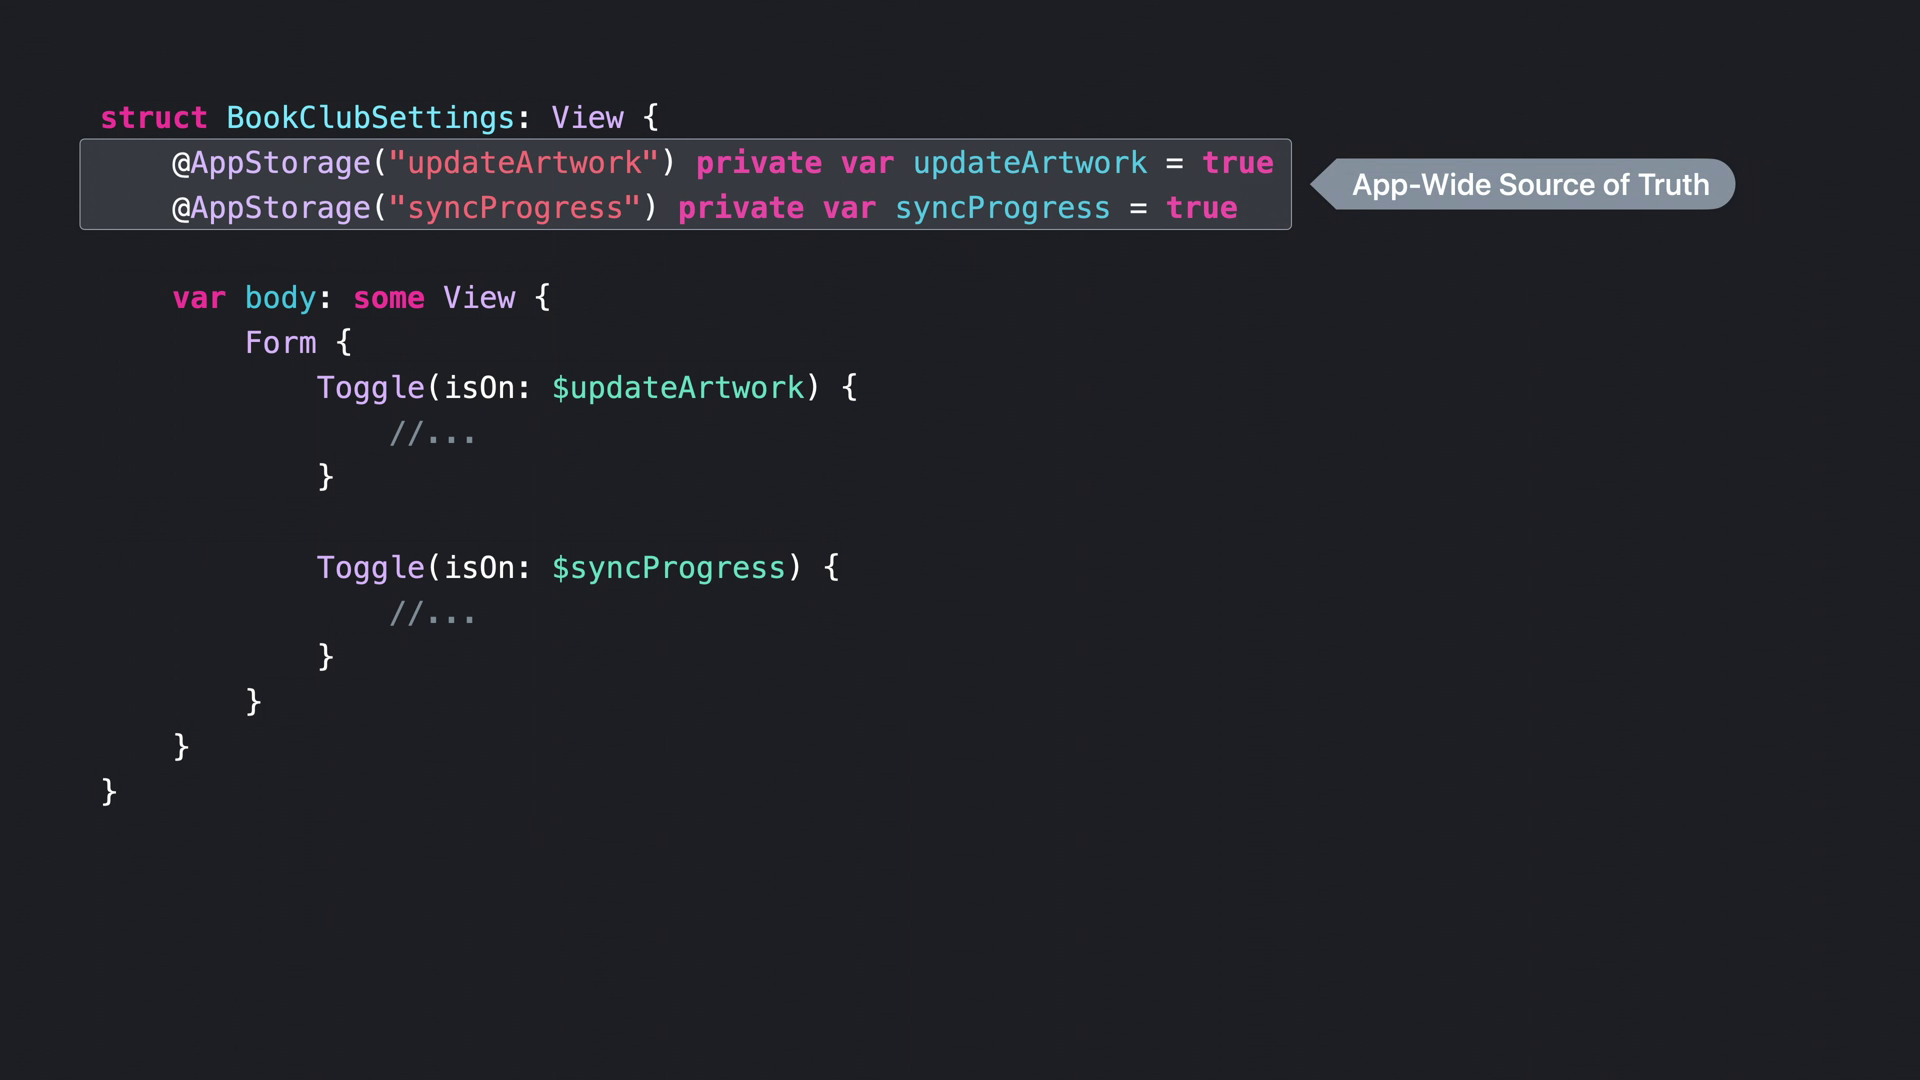 struct BookClubSettings: View {
    @AppStorage("updateArtwork") private var updateArtwork = true
    @AppStorage("syncProgress") private var syncProgress = true
App-Wide Source of Truth
    var body: some View {
        Form {
            Toggle(isOn: $updateArtwork) {
                //...
            }
            Toggle(isOn: $syncProgress) {
                //...
            }
        }
    }
}